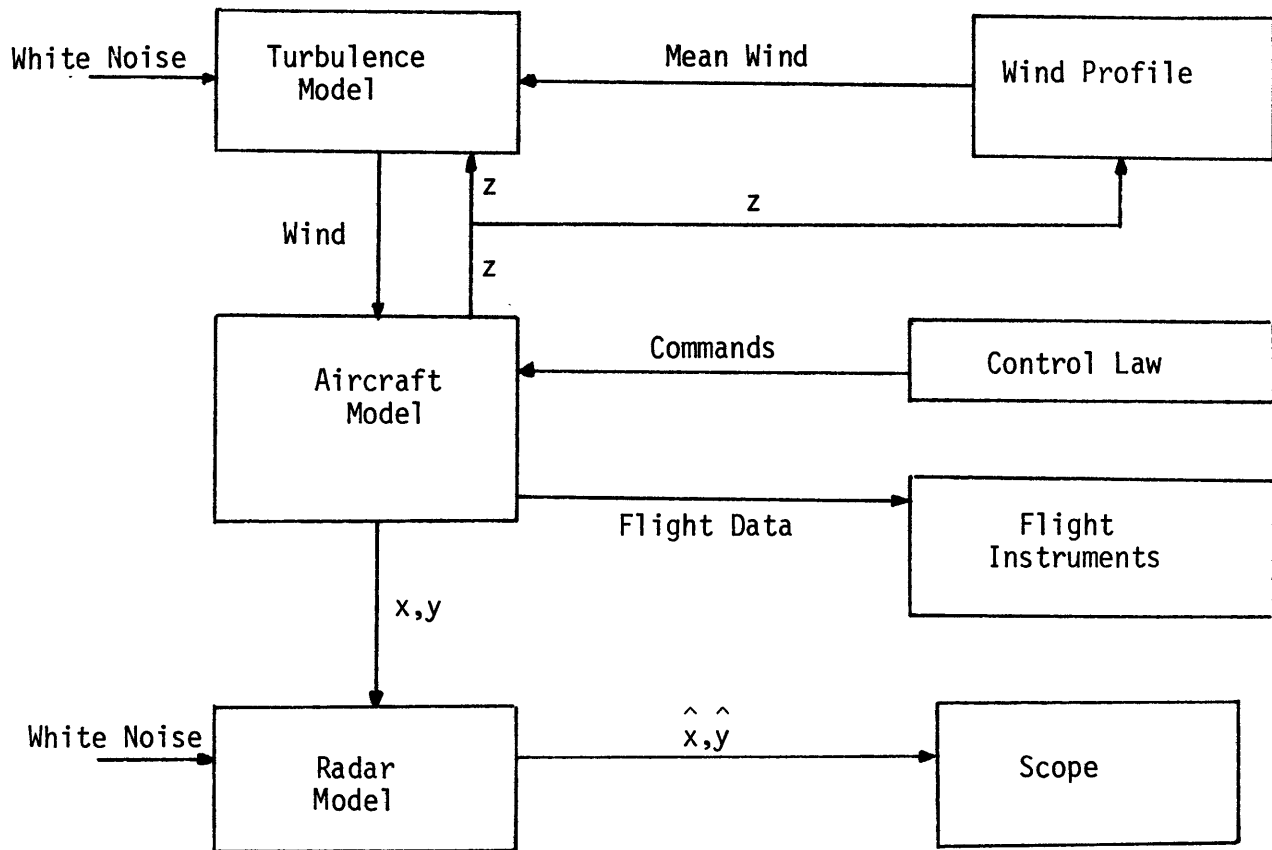 White Noise
Turbulence
Model
Mean Wind
Wind Profile
z
z
Wind
z
Commands
Control Law
Aircraft
Model
Flight Data
Flight
Instruments
x,y
White Noise
Radar
Model
x̂,ŷ
Scope